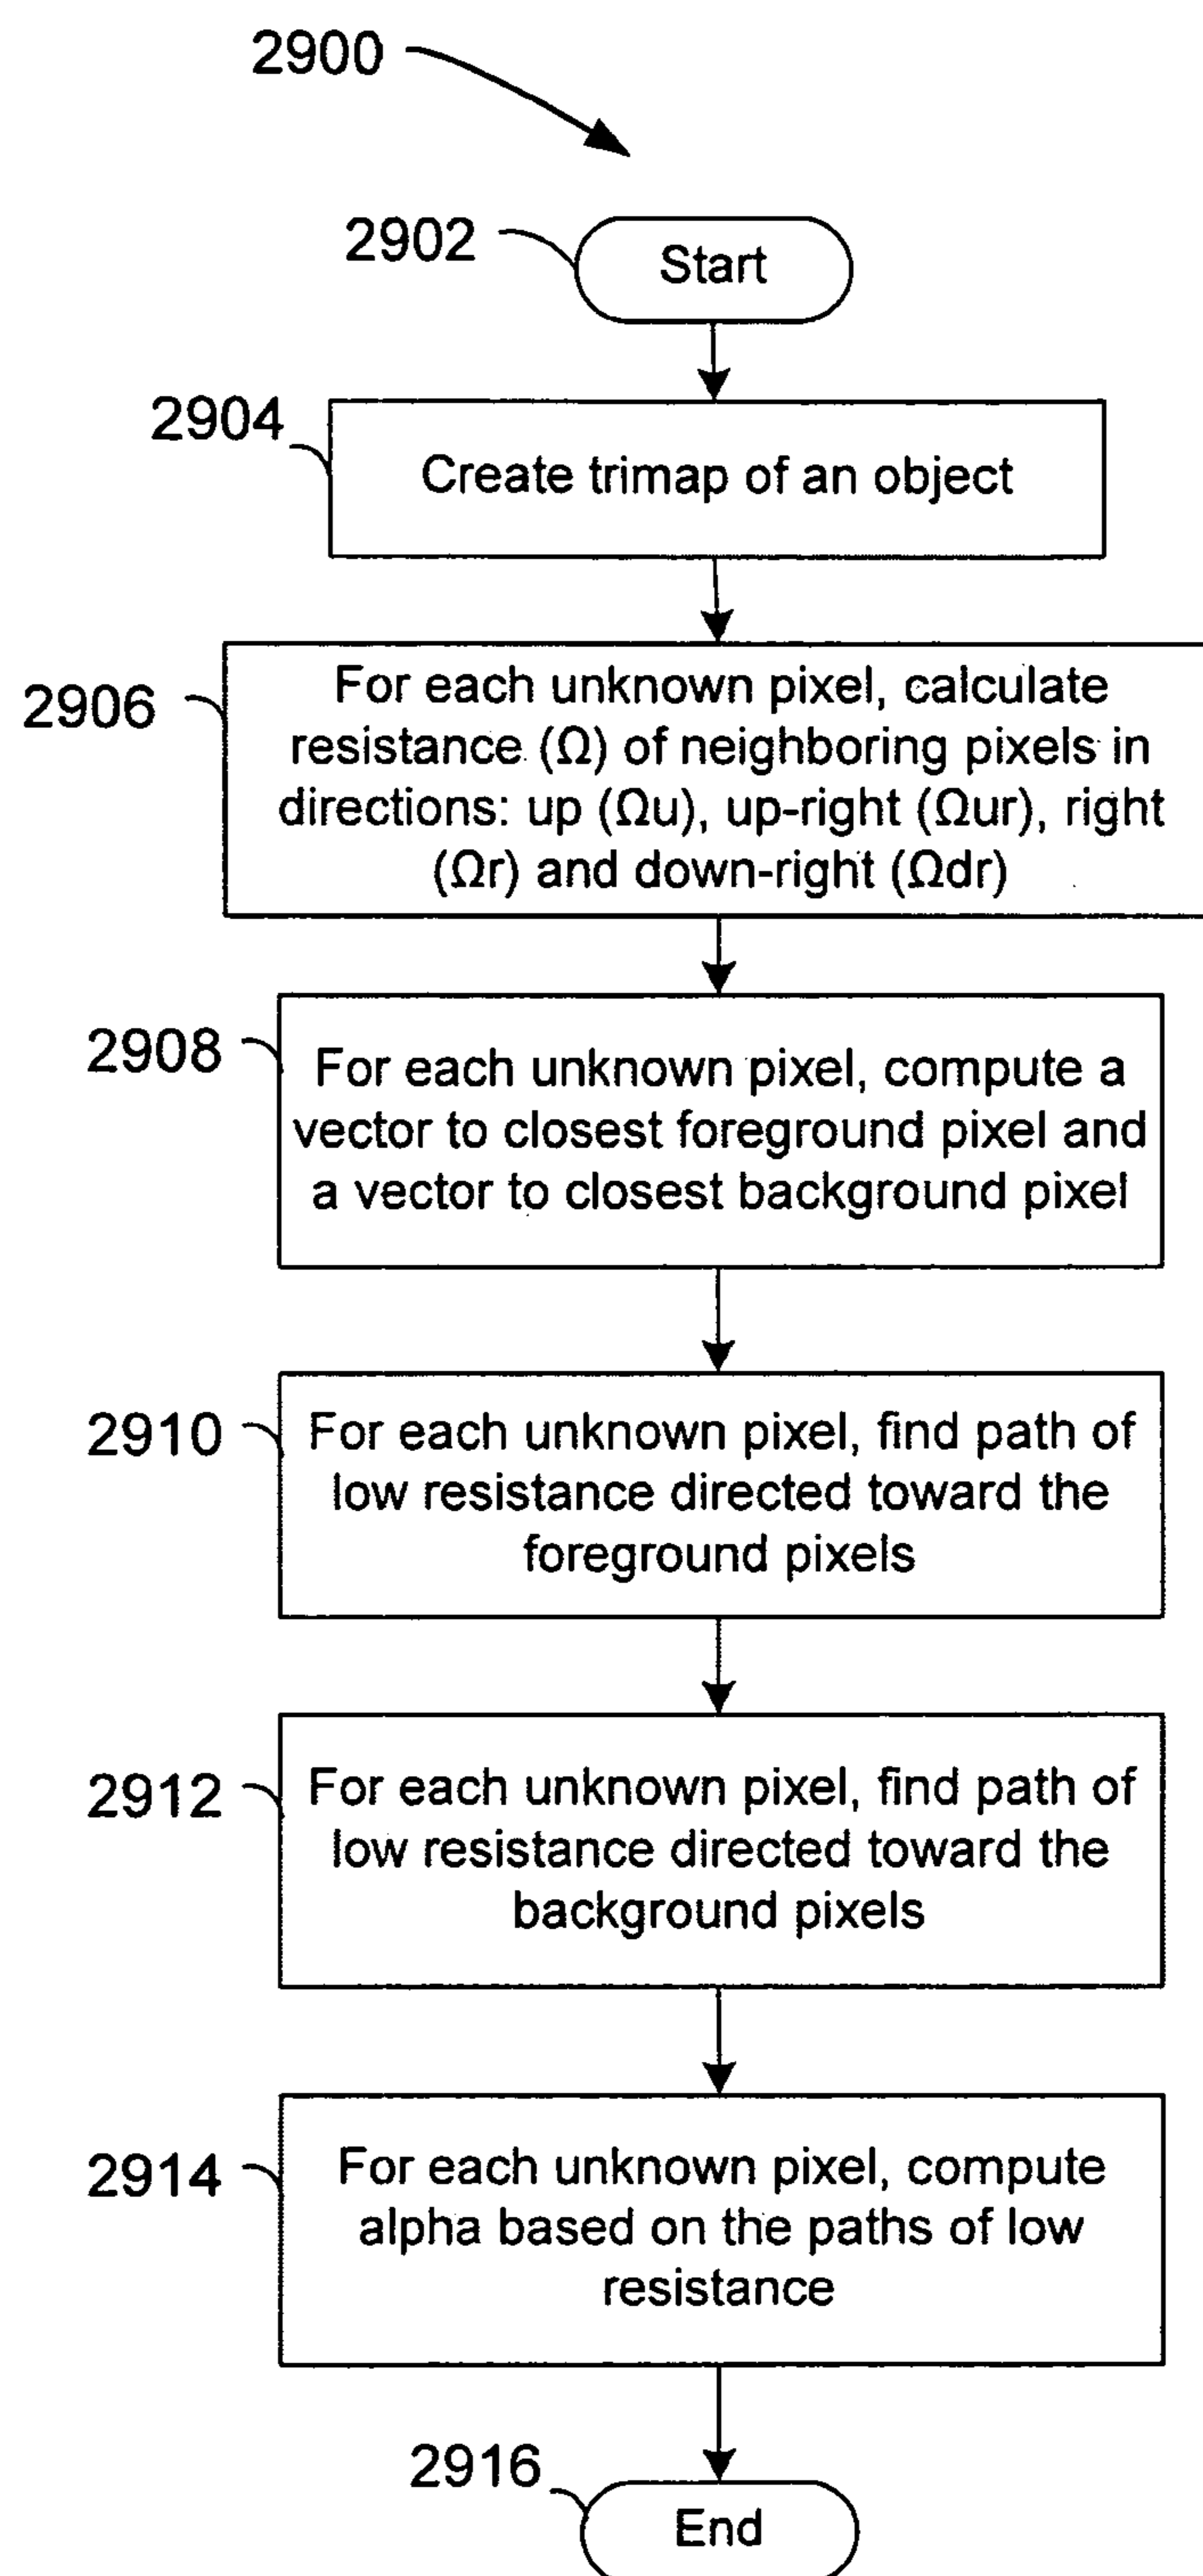 2900
2902
Start
2904
Create trimap of an object
2906
For each unknown pixel, calculate
resistance (Ω) of neighboring pixels in
directions: up (Ωu), up-right (Ωur), right
(Ωr) and down-right (Ωdr)
2908
For each unknown pixel, compute a
vector to closest foreground pixel and
a vector to closest background pixel
2910
For each unknown pixel, find path of
low resistance directed toward the
foreground pixels
2912
For each unknown pixel, find path of
low resistance directed toward the
background pixels
2914
For each unknown pixel, compute
alpha based on the paths of low
resistance
2916
End